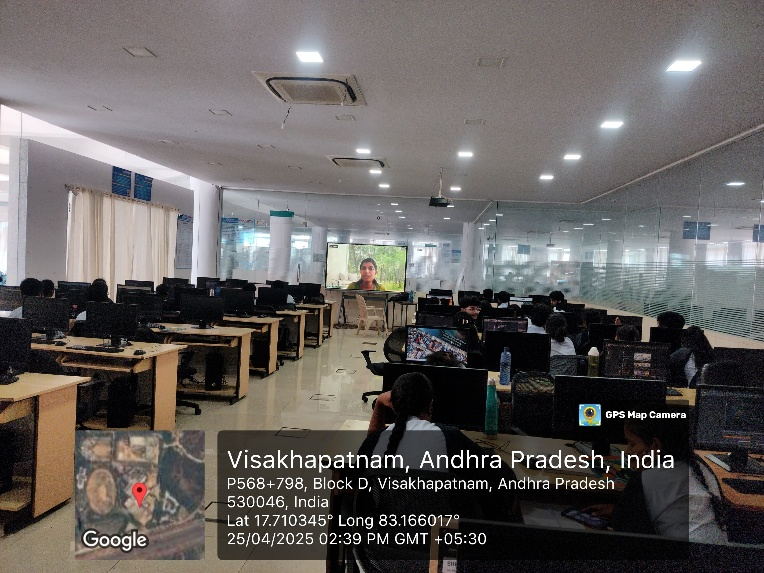 GPS Map Camera
Visakhapatnam, Andhra Pradesh, India
P568+798, Block D, Visakhapatnam, Andhra Pradesh
530046, India
Lat 17.710345° Long 83.166017°
25/04/2025 02:39 PM GMT +05:30
Google